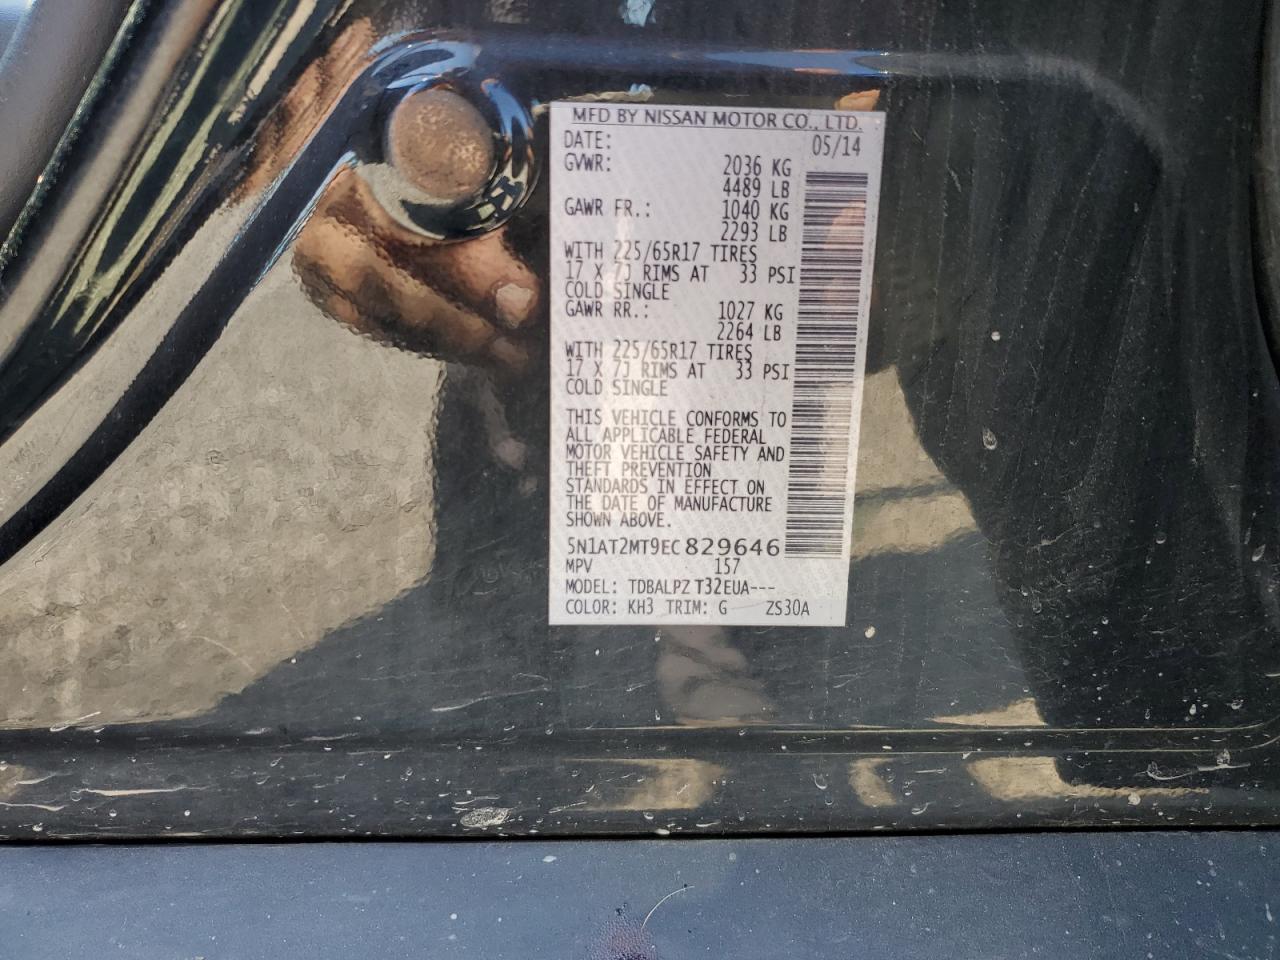 MFD BY NISSAN MOTOR CO., LTD.
DATE: 05/14
GVWR: 2036 KG
4489 LB
GAWR FR.: 1040 KG
2293 LB
WITH 225/65R17 TIRES
17 X 7J RIMS AT 33 PSI
COLD SINGLE
GAWR RR.: 1027 KG
2264 LB
WITH 225/65R17 TIRES
17 X 7J RIMS AT 33 PSI
COLD SINGLE
THIS VEHICLE CONFORMS TO
ALL APPLICABLE FEDERAL
MOTOR VEHICLE SAFETY AND
THEFT PREVENTION
STANDARDS IN EFFECT ON
THE DATE OF MANUFACTURE
SHOWN ABOVE.
5N1AT2MT9EC829646
MPV 157
MODEL: TDBALPZ T32EUA---
COLOR: KH3 TRIM: G ZS30A